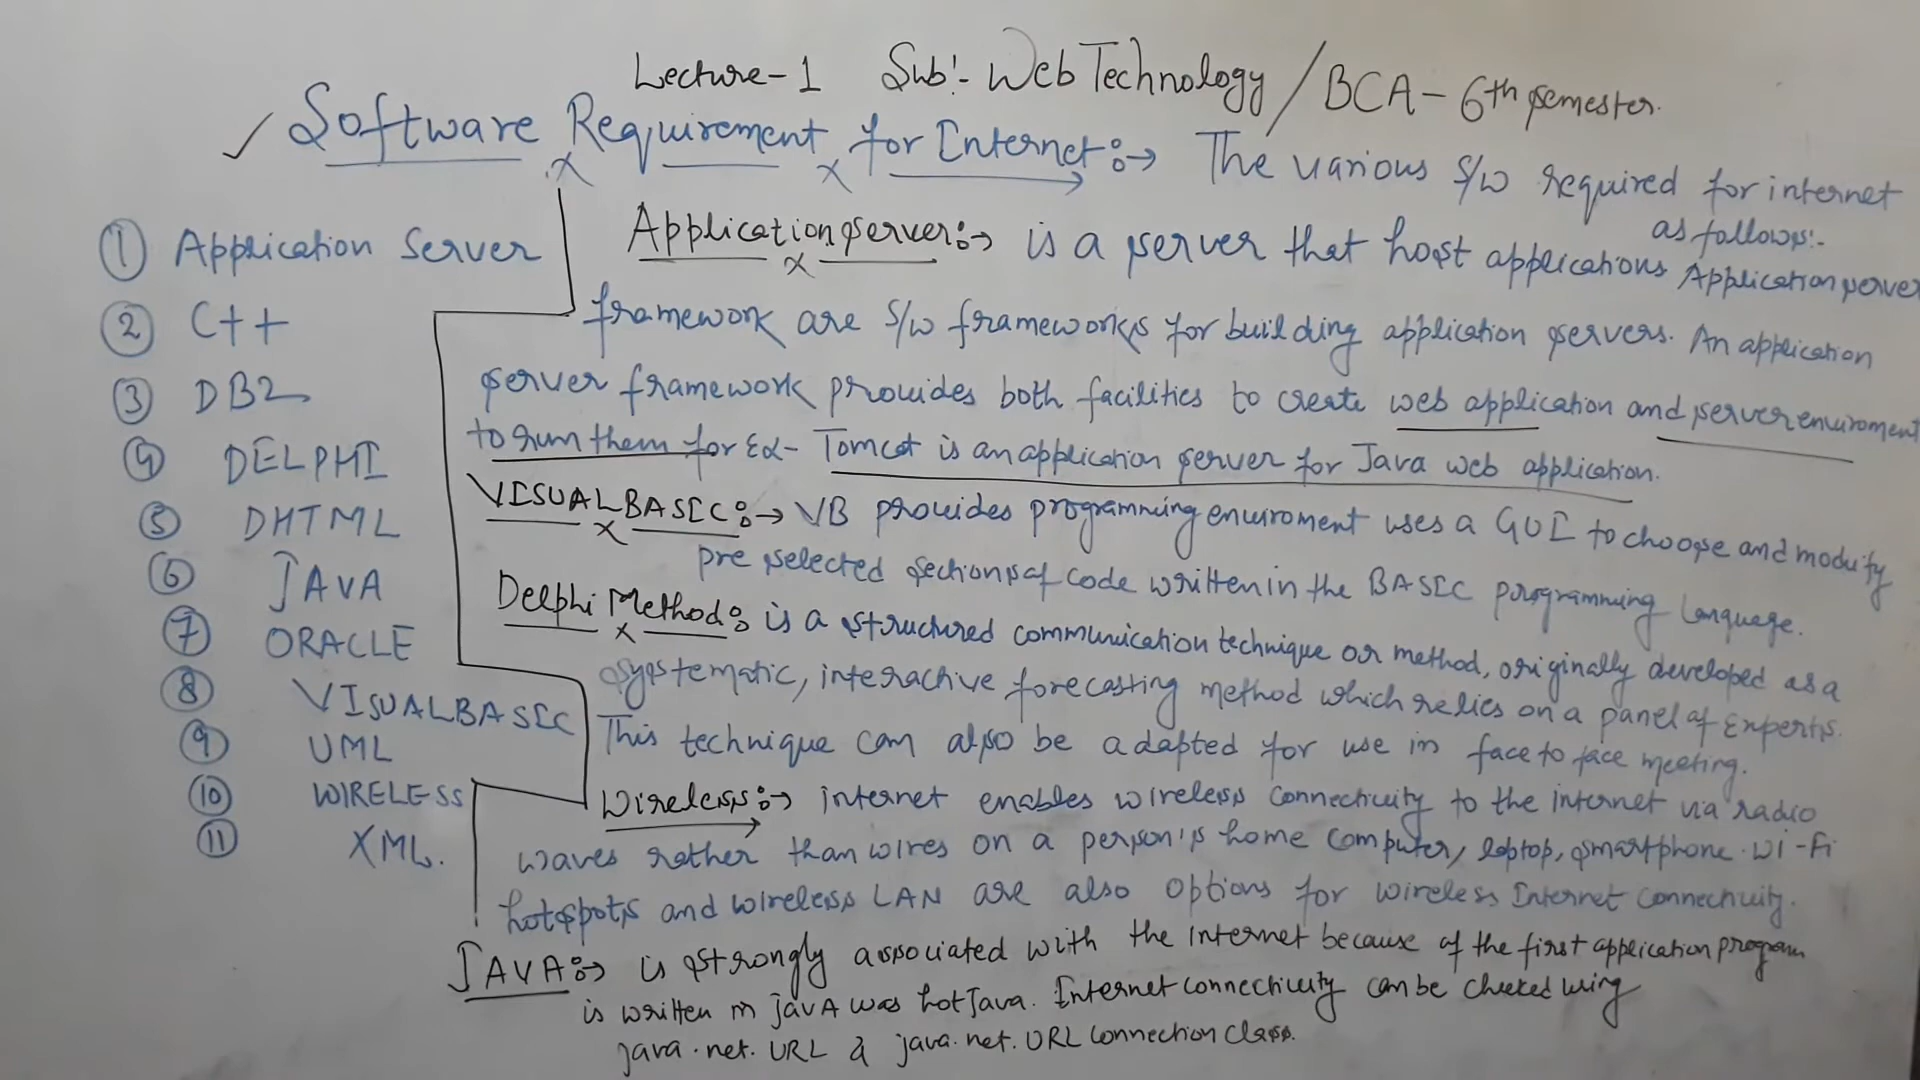 Lecture-1 Sub:- Web Technology / BCA - 6th semester.
Software Requirement for Internet:→ The various S/W required for internet
as follows:-
① Application Server
② C++
③ DB2
④ DELPHI
⑤ DHTML
⑥ JAVA
⑦ ORACLE
⑧ VISUALBASIC
⑨ UML
⑩ WIRELESS
⑪ XML.
Application server:→ is a server that host applications Application server
framework are S/W frameworks for building application servers. An application
server framework provides both facilities to create web application and server enviroment
to run them for Ex- Tomcat is an application server for Java web application.
VISUALBASIC:→ VB provides programming enviroment uses a GUI to choose and moduify
pre selected sections of code written in the BASIC programming language.
Delphi Method: is a structured communication technique or method, originally developed as a
systematic, interactive forecasting method which relies on a panel of Experts.
This technique can also be adapted for use in face to face meeting.
Wireless:→ internet enables wireless connectivity to the internet via radio
waves rather than wires on a person's home computer, laptop, smartphone. Wi-Fi
hotspots and wireless LAN are also options for wireless Internet connectivity.
JAVA:→ is strongly associated with the internet because of the first application program
is written in javA was hotJava. Internet connectivity can be checked using
java.net.URL & java.net.URLconnection class.